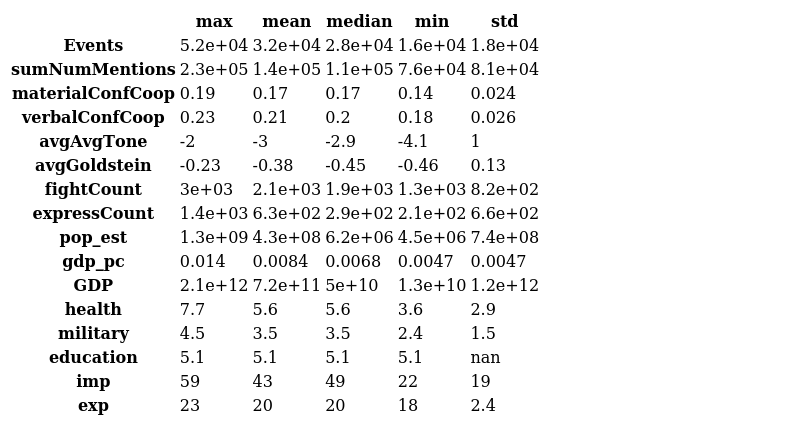 max mean median min std
Events 5.2e+04 3.2e+04 2.8e+04 1.6e+04 1.8e+04
sumNumMentions 2.3e+05 1.4e+05 1.1e+05 7.6e+04 8.1e+04
materialConfCoop 0.19 0.17 0.17 0.14 0.024
verbalConfCoop 0.23 0.21 0.2 0.18 0.026
avgAvgTone -2 -3 -2.9 -4.1 1
avgGoldstein -0.23 -0.38 -0.45 -0.46 0.13
fightCount 3e+03 2.1e+03 1.9e+03 1.3e+03 8.2e+02
expressCount 1.4e+03 6.3e+02 2.9e+02 2.1e+02 6.6e+02
pop_est 1.3e+09 4.3e+08 6.2e+06 4.5e+06 7.4e+08
gdp_pc 0.014 0.0084 0.0068 0.0047 0.0047
GDP 2.1e+12 7.2e+11 5e+10 1.3e+10 1.2e+12
health 7.7 5.6 5.6 3.6 2.9
military 4.5 3.5 3.5 2.4 1.5
education 5.1 5.1 5.1 5.1 nan
imp 59 43 49 22 19
exp 23 20 20 18 2.4